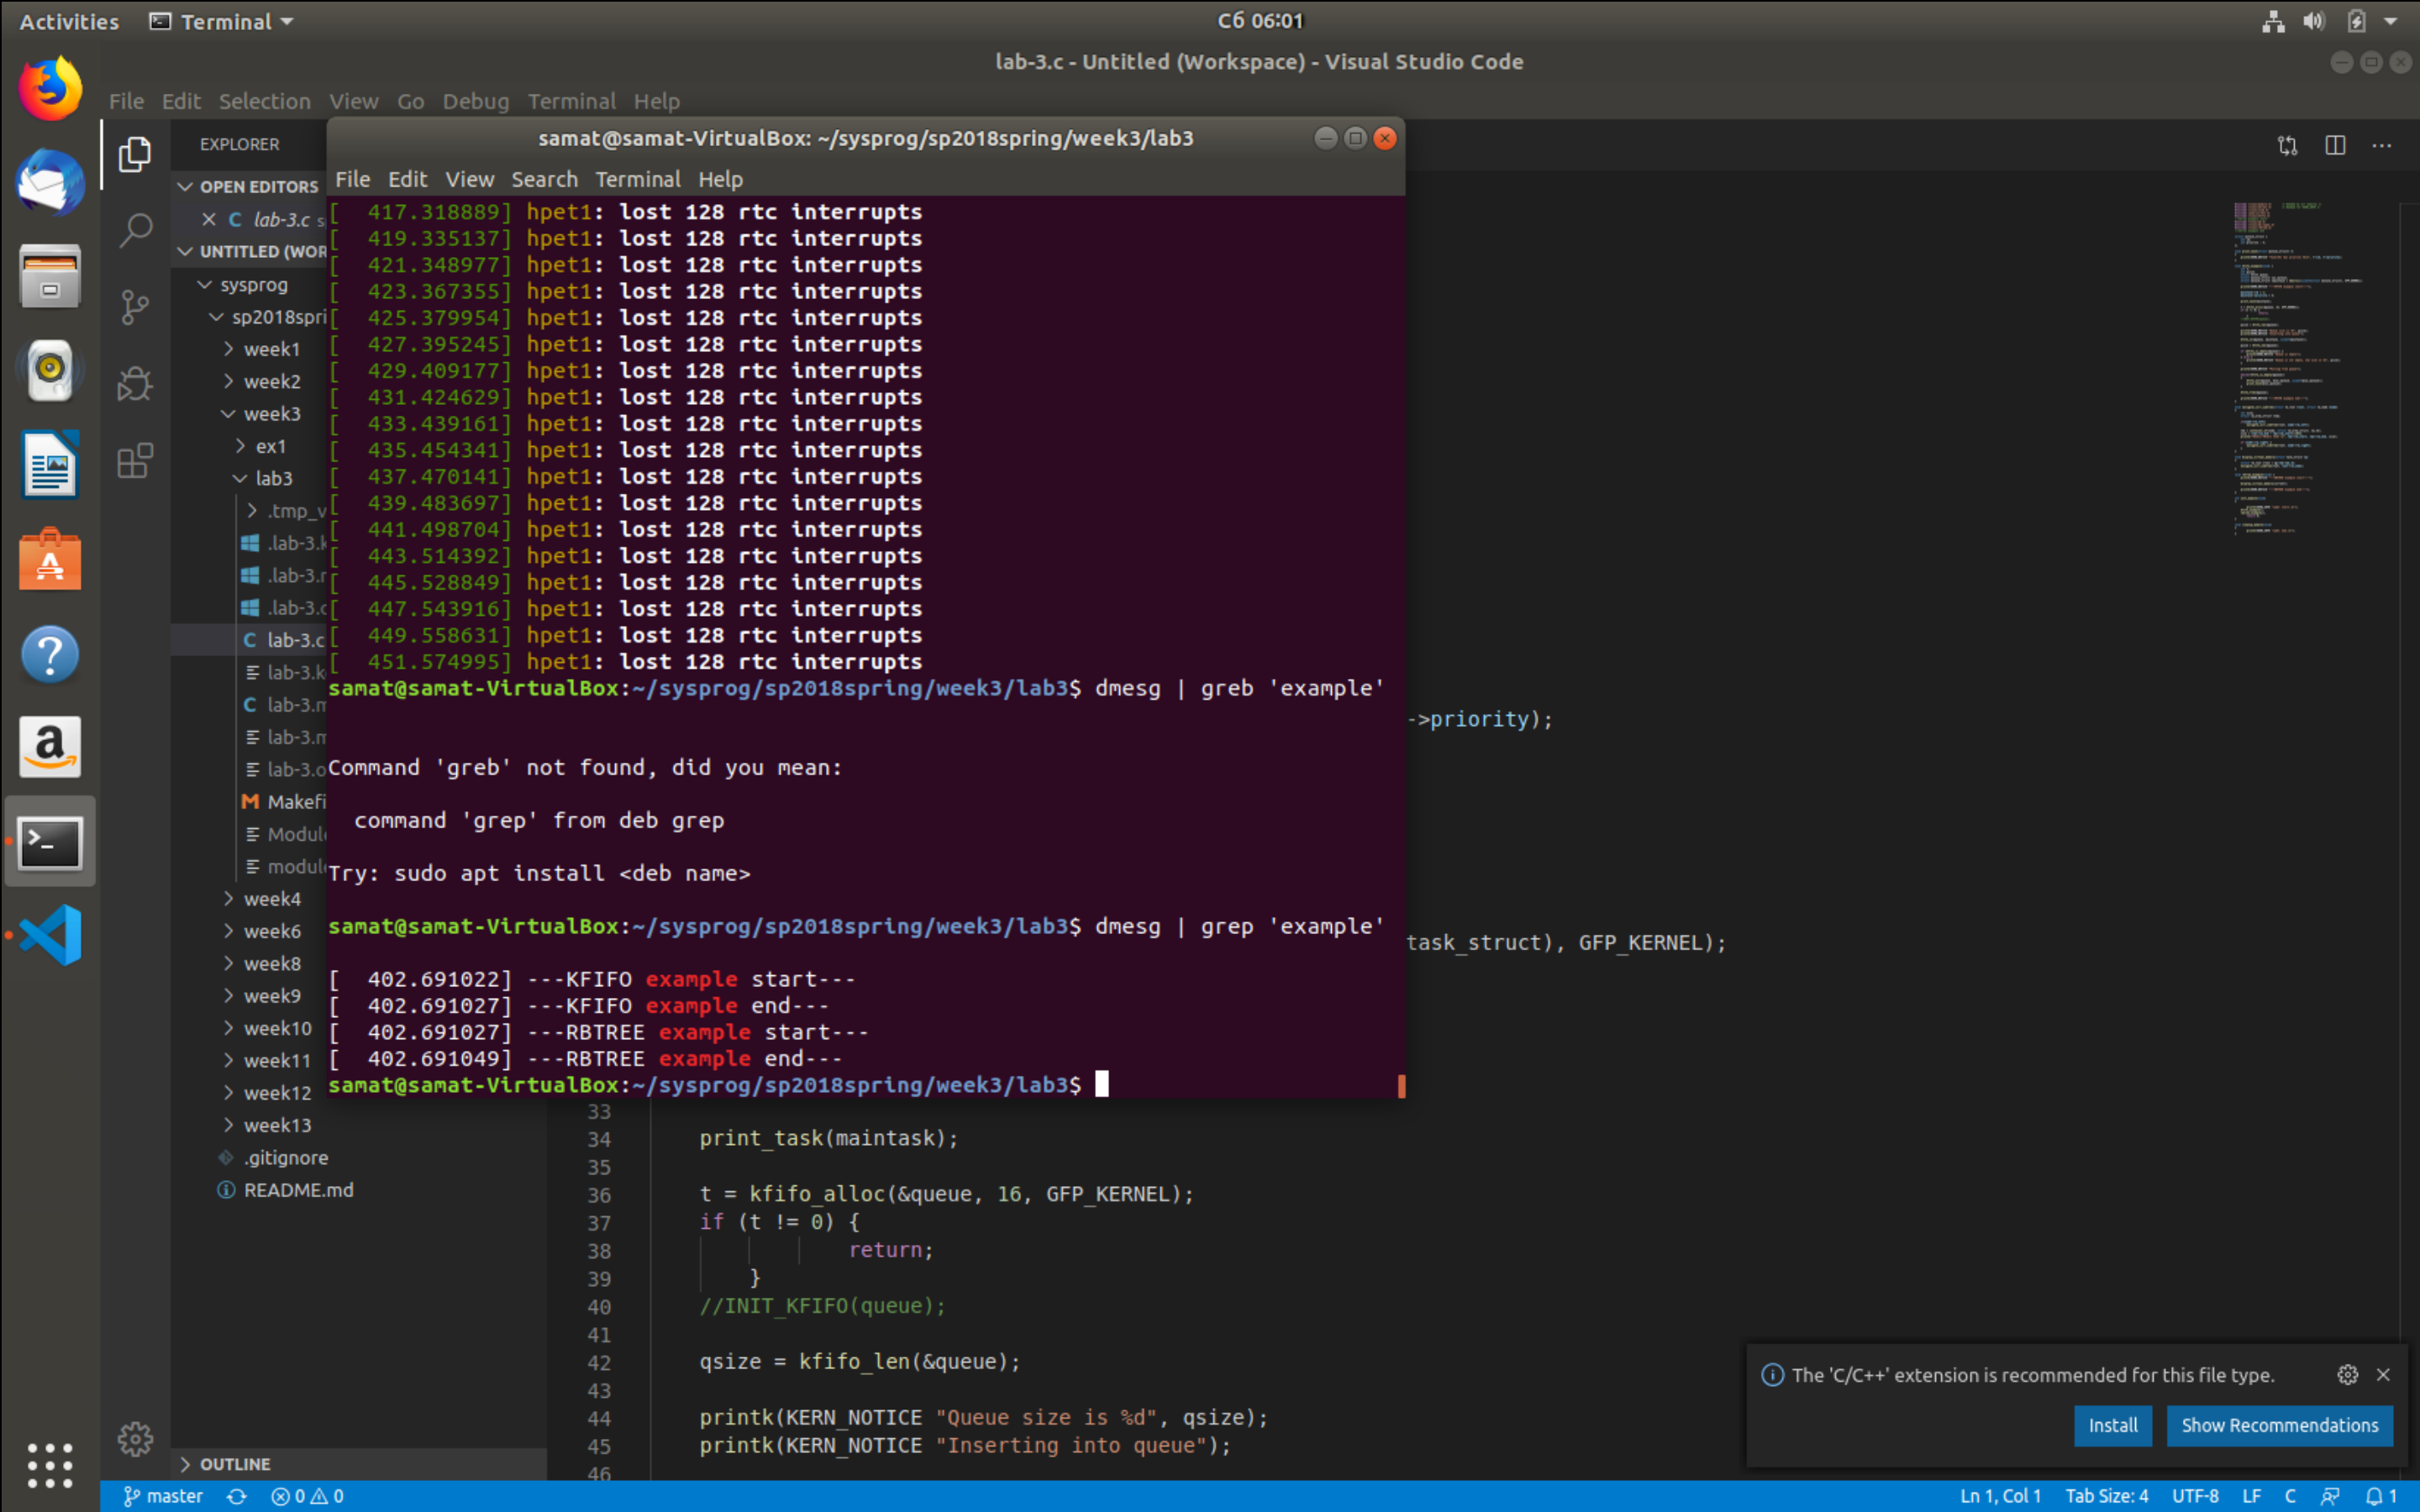 Activities Terminal Сб 06:01
lab-3.c - Untitled (Workspace) - Visual Studio Code
File Edit Selection View Go Debug Terminal Help
EXPLORER
OPEN EDITORS
lab-3.c s
UNTITLED (WOR
sysprog
sp2018spri
week1
week2
week3
ex1
lab3
.tmp_v
.lab-3.k
.lab-3.
.lab-3.o
lab-3.c
lab-3.k
lab-3.m
lab-3.m
lab-3.o
Makefi
Modul
modul
week4
week6
week8
week9
week10
week11
week12
week13
.gitignore
README.md
OUTLINE
samat@samat-VirtualBox: ~/sysprog/sp2018spring/week3/lab3
File Edit View Search Terminal Help
[  417.318889] hpet1: lost 128 rtc interrupts
[  419.335137] hpet1: lost 128 rtc interrupts
[  421.348977] hpet1: lost 128 rtc interrupts
[  423.367355] hpet1: lost 128 rtc interrupts
[  425.379954] hpet1: lost 128 rtc interrupts
[  427.395245] hpet1: lost 128 rtc interrupts
[  429.409177] hpet1: lost 128 rtc interrupts
[  431.424629] hpet1: lost 128 rtc interrupts
[  433.439161] hpet1: lost 128 rtc interrupts
[  435.454341] hpet1: lost 128 rtc interrupts
[  437.470141] hpet1: lost 128 rtc interrupts
[  439.483697] hpet1: lost 128 rtc interrupts
[  441.498704] hpet1: lost 128 rtc interrupts
[  443.514392] hpet1: lost 128 rtc interrupts
[  445.528849] hpet1: lost 128 rtc interrupts
[  447.543916] hpet1: lost 128 rtc interrupts
[  449.558631] hpet1: lost 128 rtc interrupts
[  451.574995] hpet1: lost 128 rtc interrupts
samat@samat-VirtualBox:~/sysprog/sp2018spring/week3/lab3$ dmesg | greb 'example'
Command 'greb' not found, did you mean:
command 'grep' from deb grep
Try: sudo apt install <deb name>
samat@samat-VirtualBox:~/sysprog/sp2018spring/week3/lab3$ dmesg | grep 'example'
[  402.691022] ---KFIFO example start---
[  402.691027] ---KFIFO example end---
[  402.691027] ---RBTREE example start---
[  402.691049] ---RBTREE example end---
samat@samat-VirtualBox:~/sysprog/sp2018spring/week3/lab3$
->priority);
task_struct), GFP_KERNEL);
33
34 print_task(maintask);
35
36 t = kfifo_alloc(&queue, 16, GFP_KERNEL);
37 if (t != 0) {
38 return;
39 }
40 //INIT_KFIFO(queue);
41
42 qsize = kfifo_len(&queue);
43
44 printk(KERN_NOTICE "Queue size is %d", qsize);
45 printk(KERN_NOTICE "Inserting into queue");
46
The 'C/C++' extension is recommended for this file type.
Install Show Recommendations
master 0 0 Ln 1, Col 1 Tab Size: 4 UTF-8 LF C 1